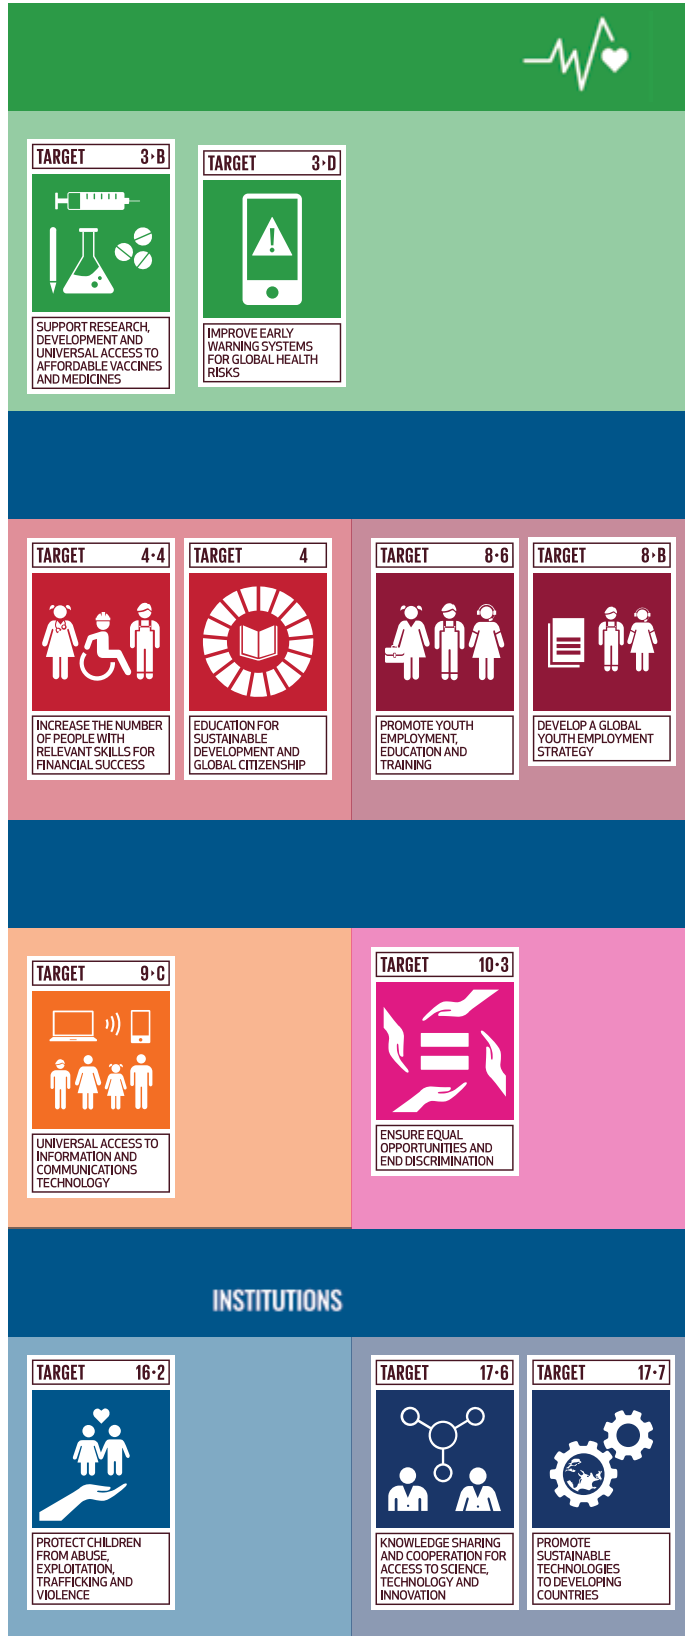 TARGET 3·B
SUPPORT RESEARCH,
DEVELOPMENT AND
UNIVERSAL ACCESS TO
AFFORDABLE VACCINES
AND MEDICINES
TARGET 3·D
IMPROVE EARLY
WARNING SYSTEMS
FOR GLOBAL HEALTH
RISKS
TARGET 4·4
INCREASE THE NUMBER
OF PEOPLE WITH
RELEVANT SKILLS FOR
FINANCIAL SUCCESS
TARGET 4
EDUCATION FOR
SUSTAINABLE
DEVELOPMENT AND
GLOBAL CITIZENSHIP
TARGET 8·6
PROMOTE YOUTH
EMPLOYMENT,
EDUCATION AND
TRAINING
TARGET 8·B
DEVELOP A GLOBAL
YOUTH EMPLOYMENT
STRATEGY
TARGET 9·C
UNIVERSAL ACCESS TO
INFORMATION AND
COMMUNICATIONS
TECHNOLOGY
TARGET 10·3
ENSURE EQUAL
OPPORTUNITIES AND
END DISCRIMINATION
INSTITUTIONS
TARGET 16·2
PROTECT CHILDREN
FROM ABUSE,
EXPLOITATION,
TRAFFICKING AND
VIOLENCE
TARGET 17·6
KNOWLEDGE SHARING
AND COOPERATION FOR
ACCESS TO SCIENCE,
TECHNOLOGY AND
INNOVATION
TARGET 17·7
PROMOTE
SUSTAINABLE
TECHNOLOGIES
TO DEVELOPING
COUNTRIES